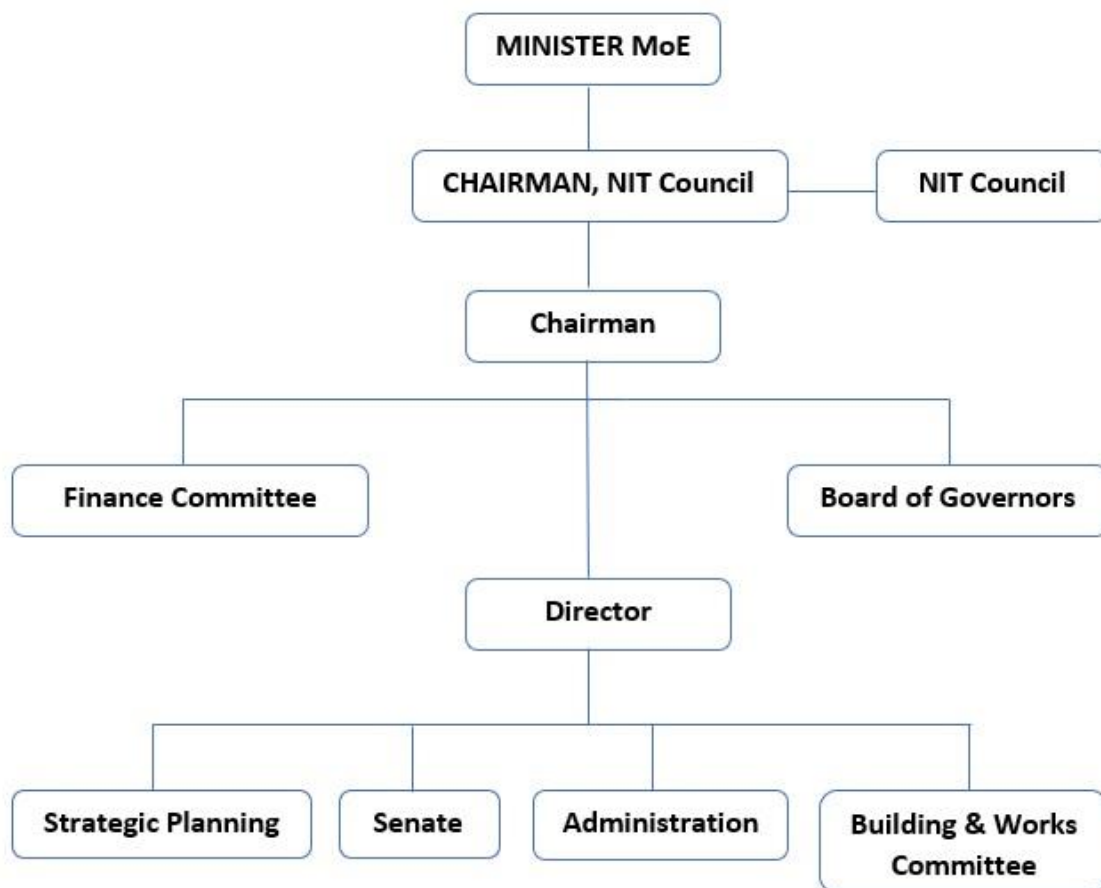 MINISTER MoE
CHAIRMAN, NIT Council
NIT Council
Chairman
Finance Committee
Board of Governors
Director
Strategic Planning
Senate
Administration
Building & Works
Committee